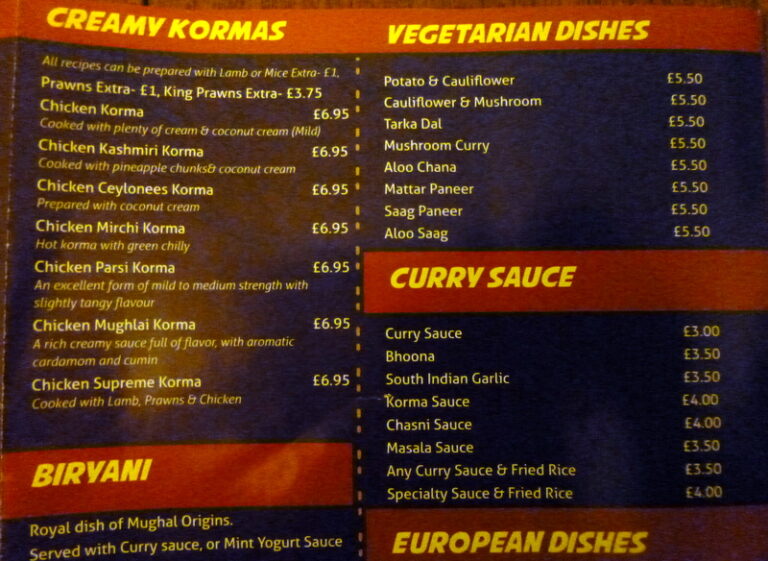 CREAMY KORMAS
All recipes can be prepared with Lamb or Mice Extra- £1,
Prawns Extra- £1, King Prawns Extra- £3.75
Chicken Korma £6.95
Cooked with plenty of cream & coconut cream (Mild)
Chicken Kashmiri Korma £6.95
Cooked with pineapple chunks& coconut cream
Chicken Ceylonees Korma £6.95
Prepared with coconut cream
Chicken Mirchi Korma £6.95
Hot korma with green chilly
Chicken Parsi Korma £6.95
An excellent form of mild to medium strength with
slightly tangy flavour
Chicken Mughlai Korma £6.95
A rich creamy sauce full of flavor, with aromatic
cardamom and cumin
Chicken Supreme Korma £6.95
Cooked with Lamb, Prawns & Chicken
BIRYANI
Royal dish of Mughal Origins.
Served with Curry sauce, or Mint Yogurt Sauce
VEGETARIAN DISHES
Potato & Cauliflower £5.50
Cauliflower & Mushroom £5.50
Tarka Dal £5.50
Mushroom Curry £5.50
Aloo Chana £5.50
Mattar Paneer £5.50
Saag Paneer £5.50
Aloo Saag £5.50
CURRY SAUCE
Curry Sauce £3.00
Bhoona £3.50
South Indian Garlic £3.50
Korma Sauce £4.00
Chasni Sauce £4.00
Masala Sauce £3.50
Any Curry Sauce & Fried Rice £3.50
Specialty Sauce & Fried Rice £4.00
EUROPEAN DISHES